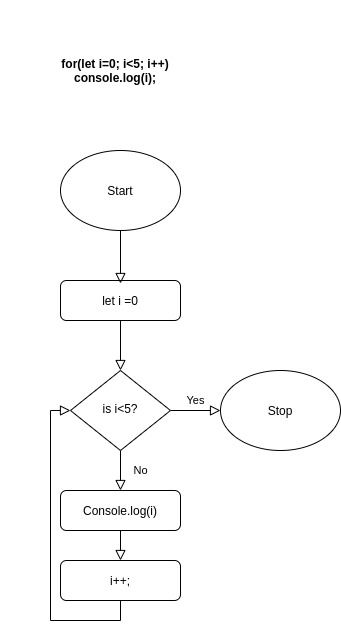 for(let i=0; i<5; i++)
console.log(i);
Start
let i =0
is i<5?
Yes
Stop
No
Console.log(i)
i++;